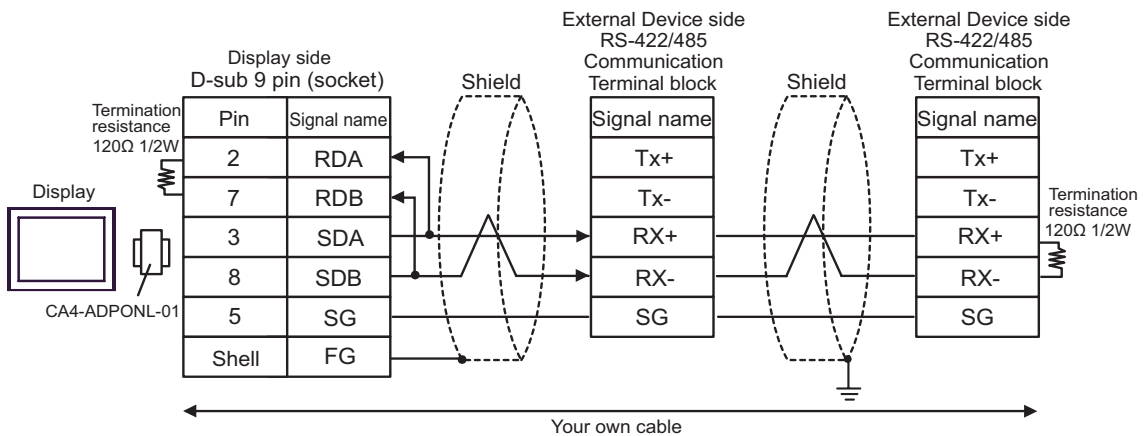 Display side
D-sub 9 pin (socket)
Shield
External Device side
RS-422/485
Communication
Terminal block
Shield
External Device side
RS-422/485
Communication
Terminal block
Termination
resistance
120Ω 1/2W
Display
CA4-ADPONL-01
Pin Signal name
2 RDA
7 RDB
3 SDA
8 SDB
5 SG
Shell FG
Signal name
Tx+
Tx-
RX+
RX-
SG
Signal name
Tx+
Tx-
RX+
RX-
SG
Termination
resistance
120Ω 1/2W
Your own cable